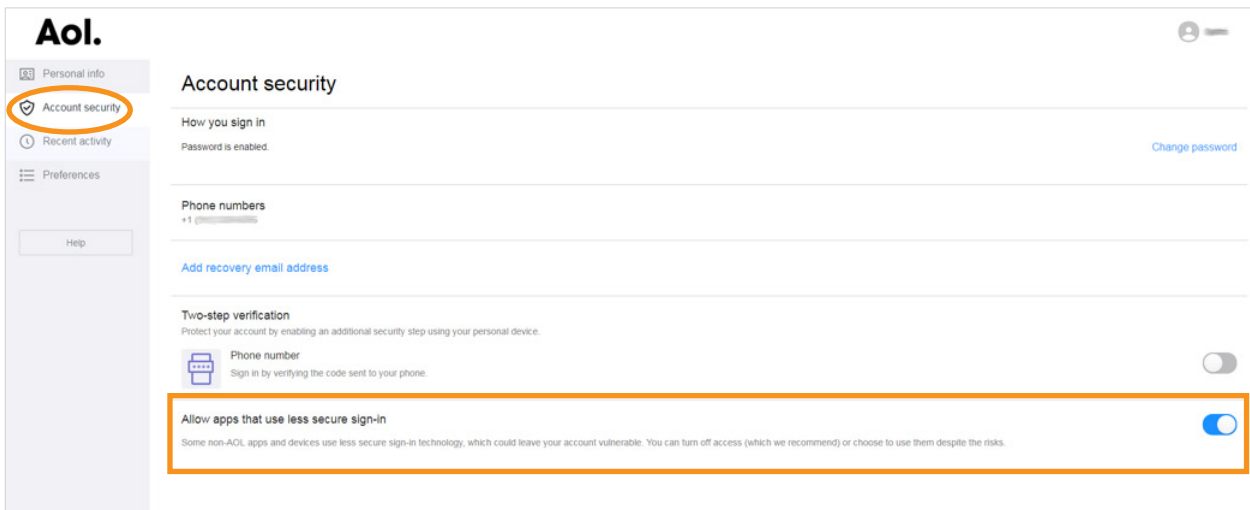 Aol.
Personal info
Account security
Recent activity
Preferences
Help
Account security
How you sign in
Password is enabled.
Change password
Phone numbers
+1
Add recovery email address
Two-step verification
Protect your account by enabling an additional security step using your personal device.
Phone number
Sign in by verifying the code sent to your phone.
Allow apps that use less secure sign-in
Some non-AOL apps and devices use less secure sign-in technology, which could leave your account vulnerable. You can turn off access (which we recommend) or choose to use them despite the risks.